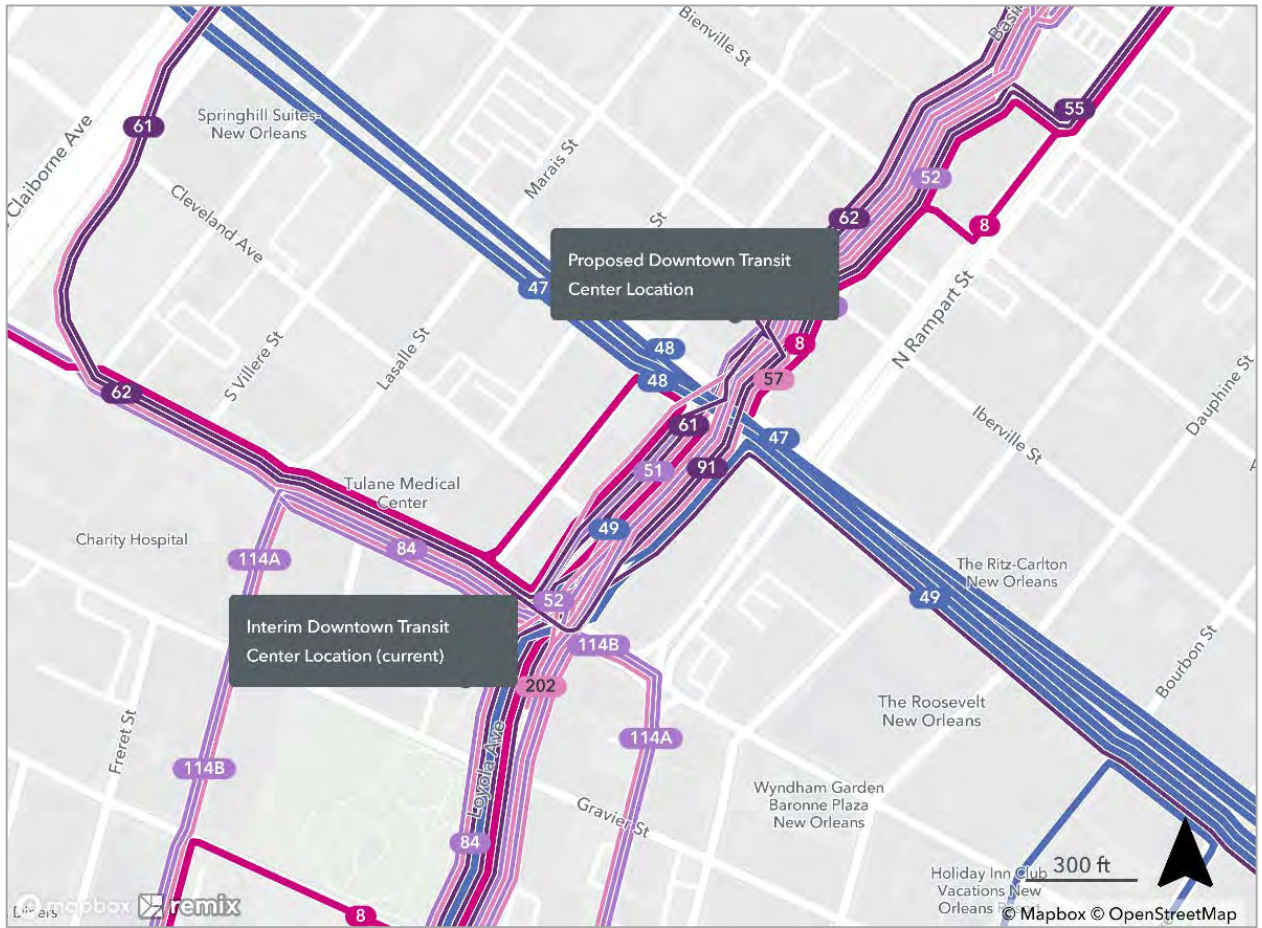 Bienville St
Basi
55
61
Springhill Suites-
New Orleans
Claiborne Ave
Marais St
52
Cleveland Ave
62
8
St
Proposed Downtown Transit
Center Location
47
N Rampart St
48
8
48
57
S Villere St
Lasalle St
62
Dauphine St
Iberville St
61
47
51
91
Tulane Medical
Center
49
Charity Hospital
84
114A
The Ritz-Carlton
New Orleans
49
52
Interim Downtown Transit
Center Location (current)
114B
Bourbon St
202
The Roosevelt
New Orleans
Freret St
114A
Loyola Ave
114B
Wyndham Garden
Baronne Plaza
New Orleans
Gravier St
84
300 ft
Holiday Inn Club
Vacations New
Orleans
mapbox remix
8
© Mapbox © OpenStreetMap